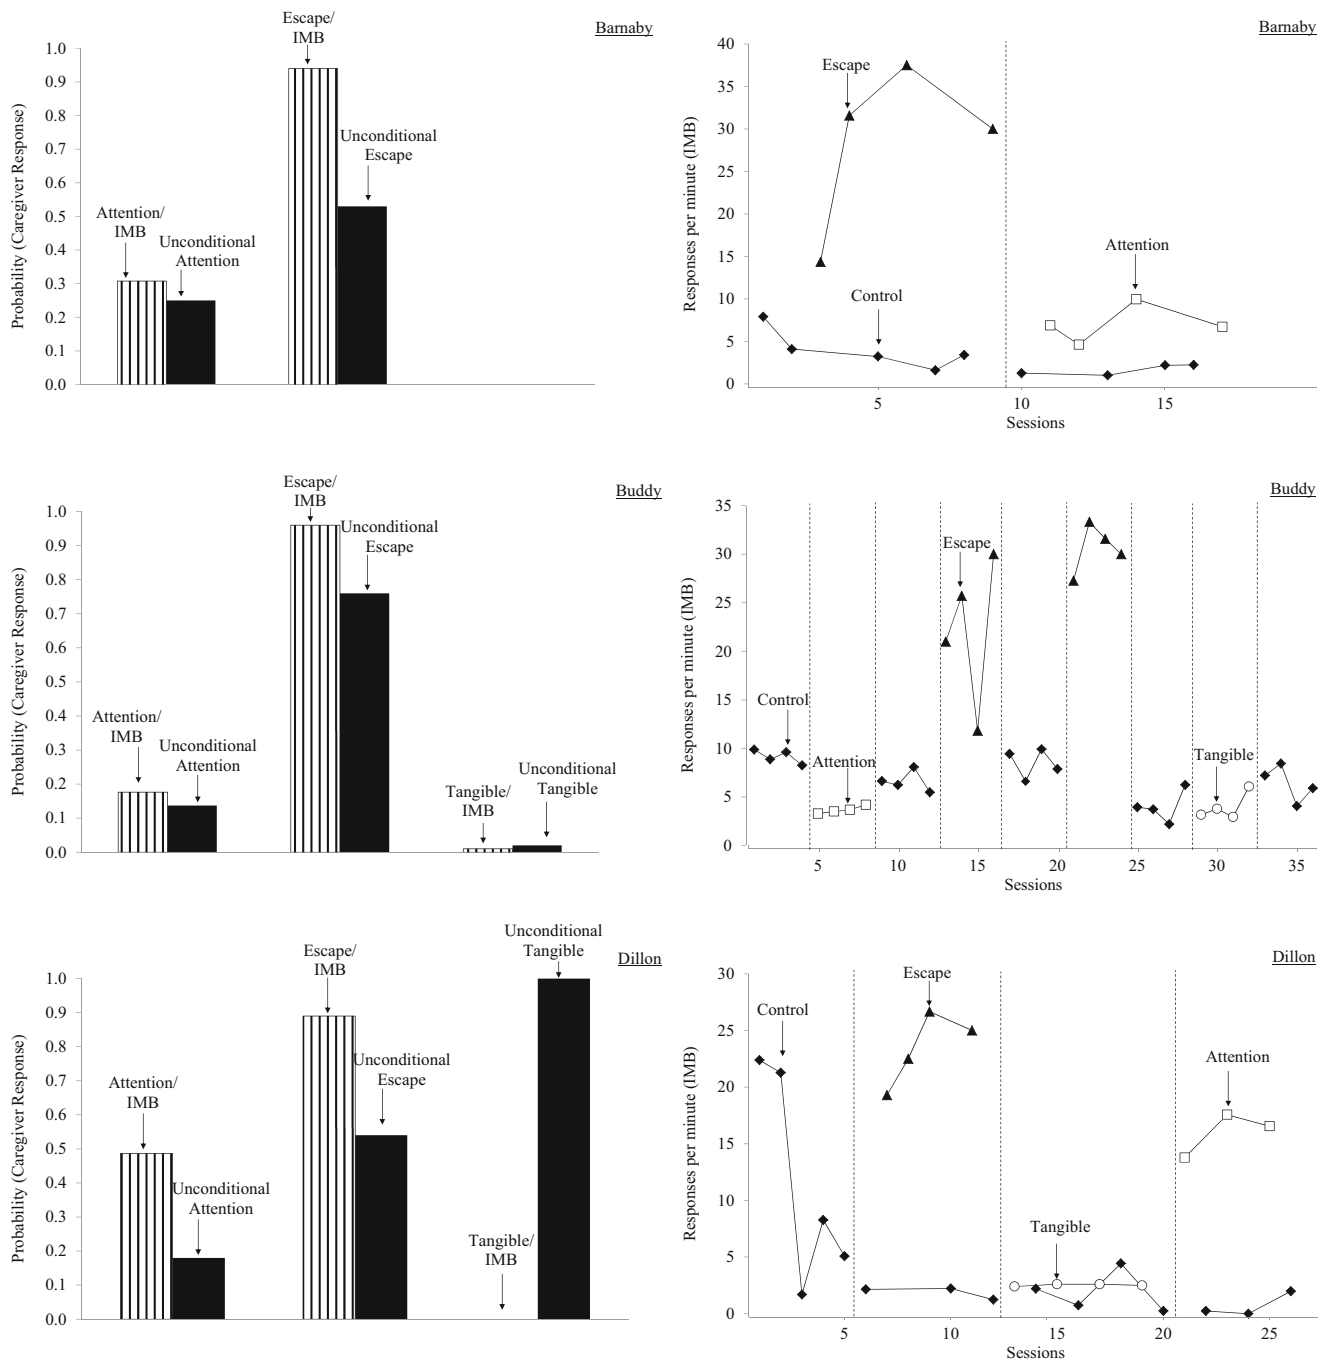 Barnaby
Escape/
IMB
Unconditional
Escape
Attention/
IMB
Unconditional
Attention
Probability (Caregiver Response)
1.0
0.9
0.8
0.7
0.6
0.5
0.4
0.3
0.2
0.1
0.0
Barnaby
Escape
Control
Attention
Responses per minute (IMB)
40
35
30
25
20
15
10
5
0
5
10
15
Sessions
Buddy
Escape/
IMB
Unconditional
Escape
Attention/
IMB
Unconditional
Attention
Tangible/
IMB
Unconditional
Tangible
Probability (Caregiver Response)
1.0
0.9
0.8
0.7
0.6
0.5
0.4
0.3
0.2
0.1
0.0
Buddy
Control
Attention
Escape
Tangible
Responses per minute (IMB)
35
30
25
20
15
10
5
0
5
10
15
20
25
30
35
Sessions
Dillon
Escape/
IMB
Unconditional
Tangible
Attention/
IMB
Unconditional
Escape
Unconditional
Attention
Tangible/
IMB
Probability (Caregiver Response)
1.0
0.9
0.8
0.7
0.6
0.5
0.4
0.3
0.2
0.1
0.0
Dillon
Control
Escape
Attention
Tangible
Responses per minute (IMB)
30
25
20
15
10
5
0
5
10
15
20
25
Sessions